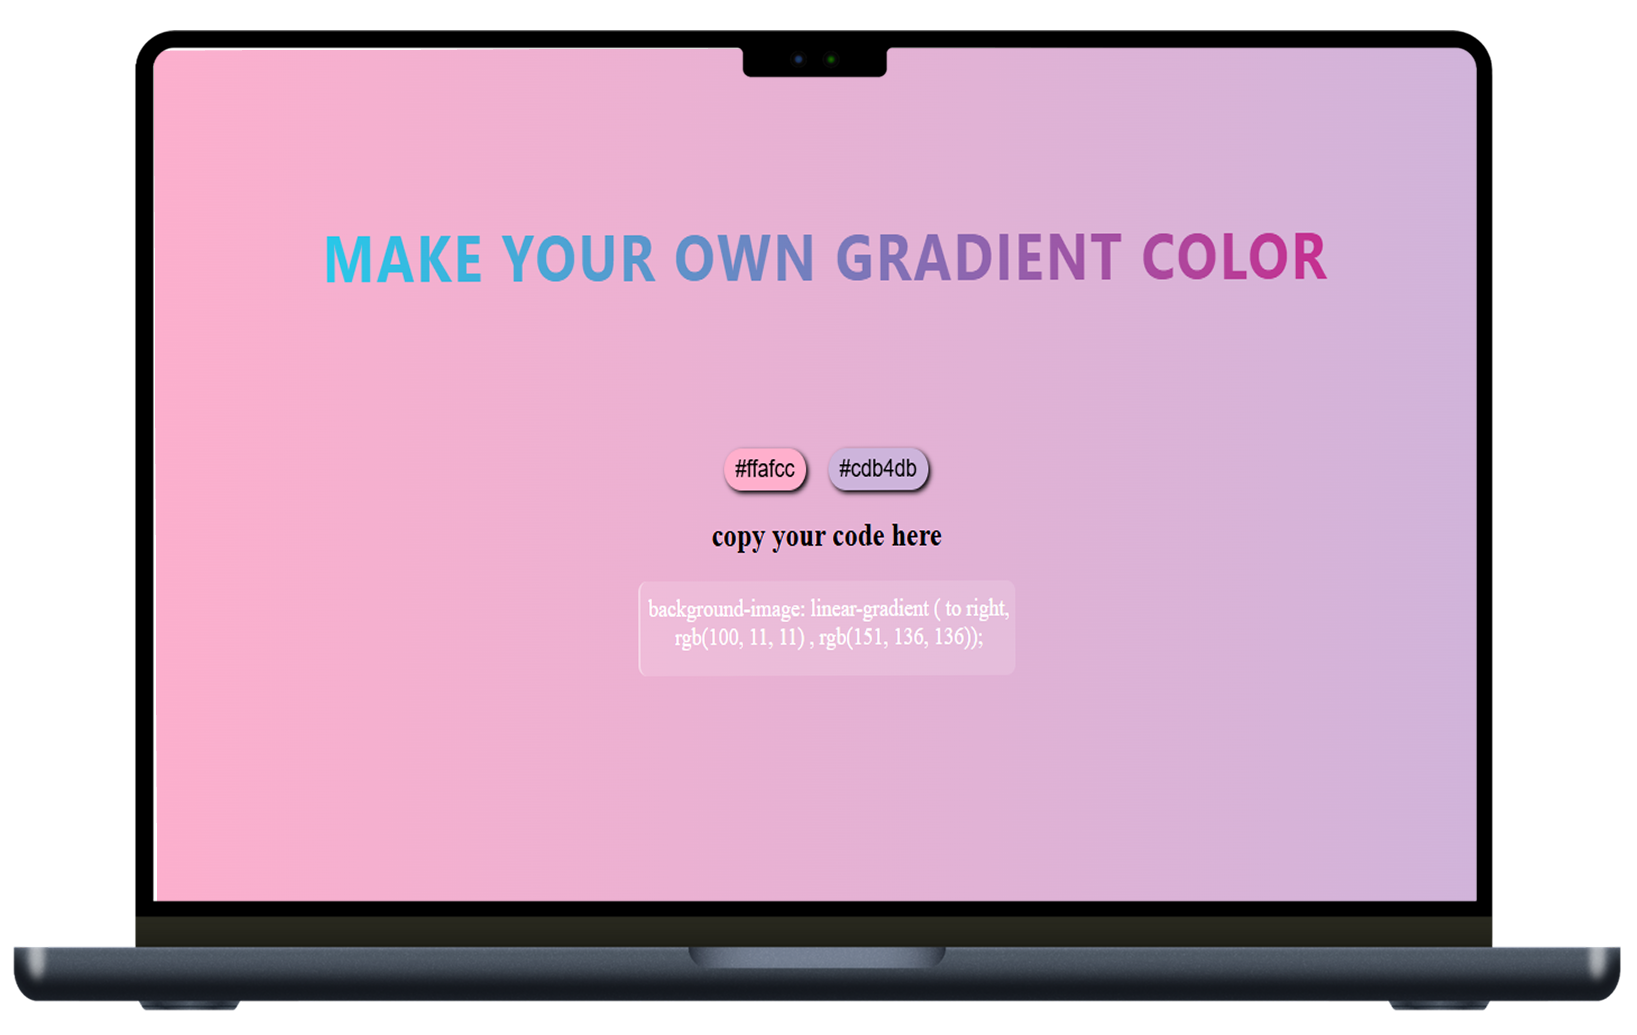 MAKE YOUR OWN GRADIENT COLOR
#ffafcc #cdb4db
copy your code here
background-image: linear-gradient ( to right,
rgb(100, 11, 11) , rgb(151, 136, 136));